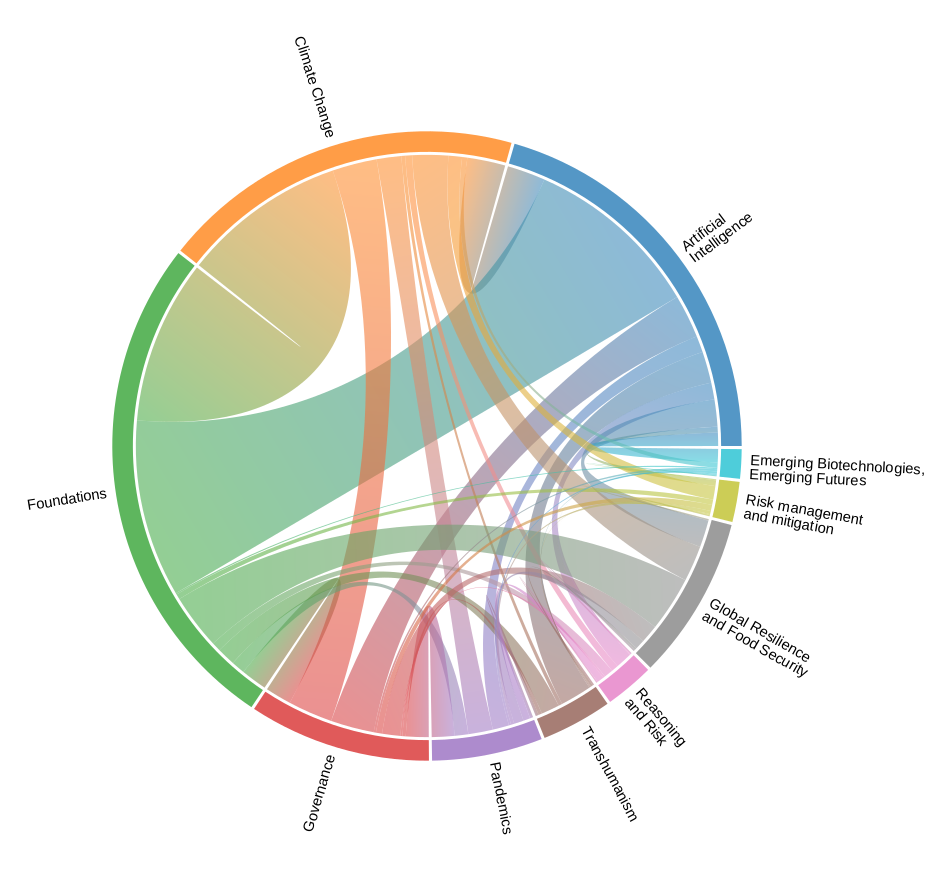 Climate Change
Artificial
Intelligence
Emerging Biotechnologies,
Emerging Futures
Risk management
and mitigation
Foundations
Global Resilience
and Food Security
Reasoning
and Risk
Transhumanism
Pandemics
Governance